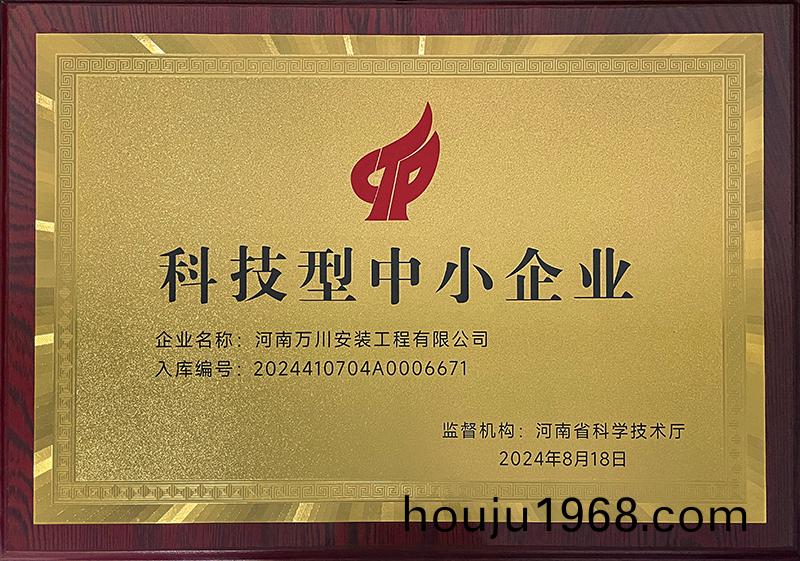 科技型中小企业
企业名称：河南万川安装工程有限公司
入库编号：2024410704A0006671
监督机构：河南省科学技术厅
2024年8月18日
houju1968.com